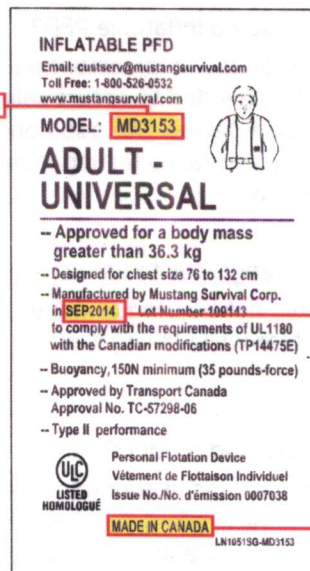 INFLATABLE PFD
Email: custserv@mustangsurvival.com
Toll Free: 1-800-526-0532
www.mustangsurvival.com
MODEL: MD3153
ADULT -
UNIVERSAL
-- Approved for a body mass
greater than 36.3 kg
-- Designed for chest size 76 to 132 cm
-- Manufactured by Mustang Survival Corp.
in SEP2014 Lot Number 109143
to comply with the requirements of UL1180
with the Canadian modifications (TP14475E)
-- Buoyancy, 150N minimum (35 pounds-force)
-- Approved by Transport Canada
Approval No. TC-57298-06
-- Type II performance
ULC
LISTED
HOMOLOGUÉ
Personal Flotation Device
Vêtement de Flottaison Individuel
Issue No./No. d'émission 0007038
MADE IN CANADA
LN1051SG-MD3153